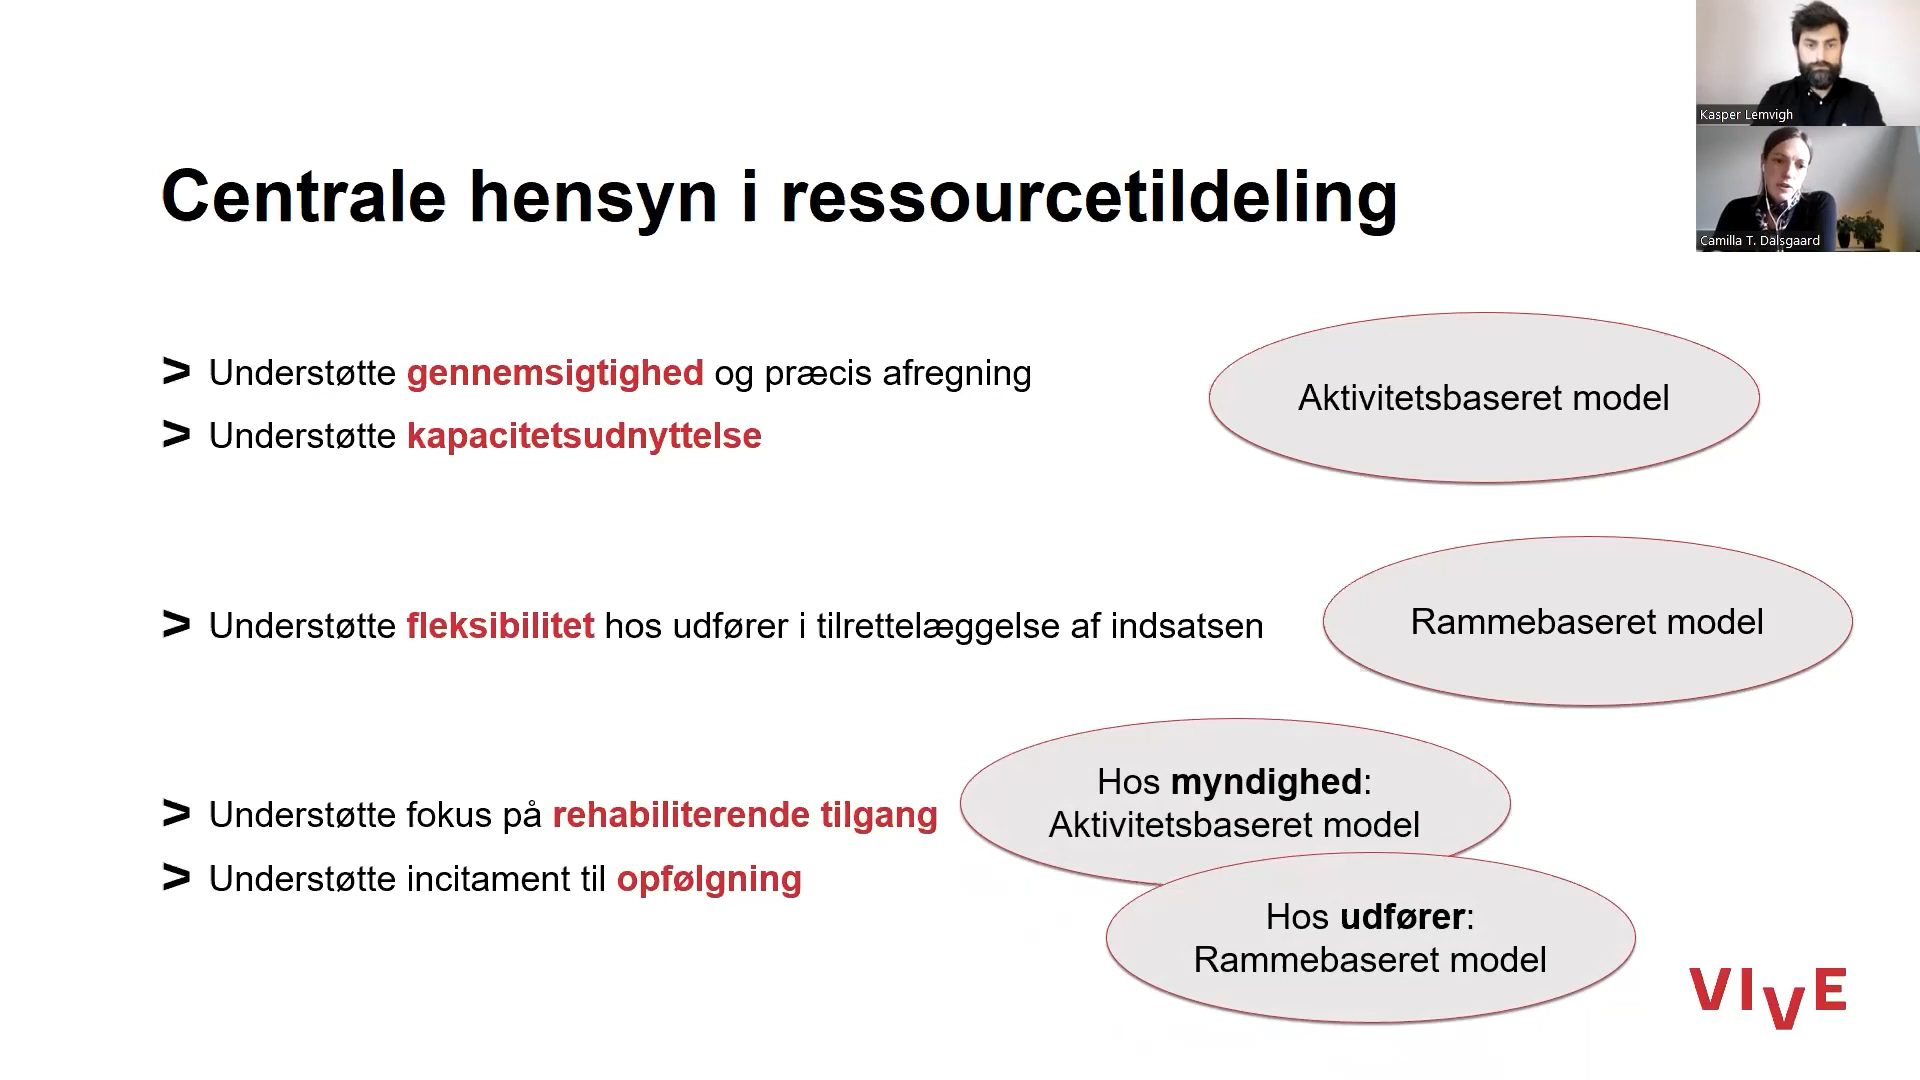 Kasper Lemvigh
Camilla T. Dalsgaard
Centrale hensyn i ressourcetildeling
> Understøtte gennemsigtighed og præcis afregning
> Understøtte kapacitetsudnyttelse
Aktivitetsbaseret model
> Understøtte fleksibilitet hos udfører i tilrettelæggelse af indsatsen
Rammebaseret model
> Understøtte fokus på rehabiliterende tilgang
> Understøtte incitament til opfølgning
Hos myndighed:
Aktivitetsbaseret model
Hos udfører:
Rammebaseret model
VIVE